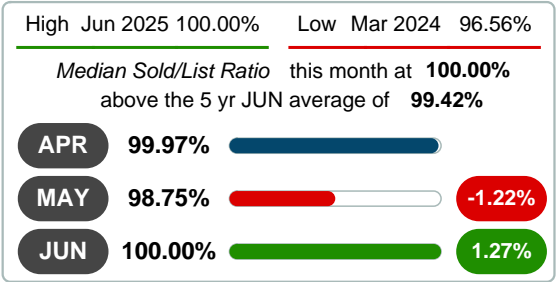 High Jun 2025 100.00% Low Mar 2024 96.56%
Median Sold/List Ratio this month at 100.00%
above the 5 yr JUN average of 99.42%
APR 99.97%
MAY 98.75% -1.22%
JUN 100.00% 1.27%